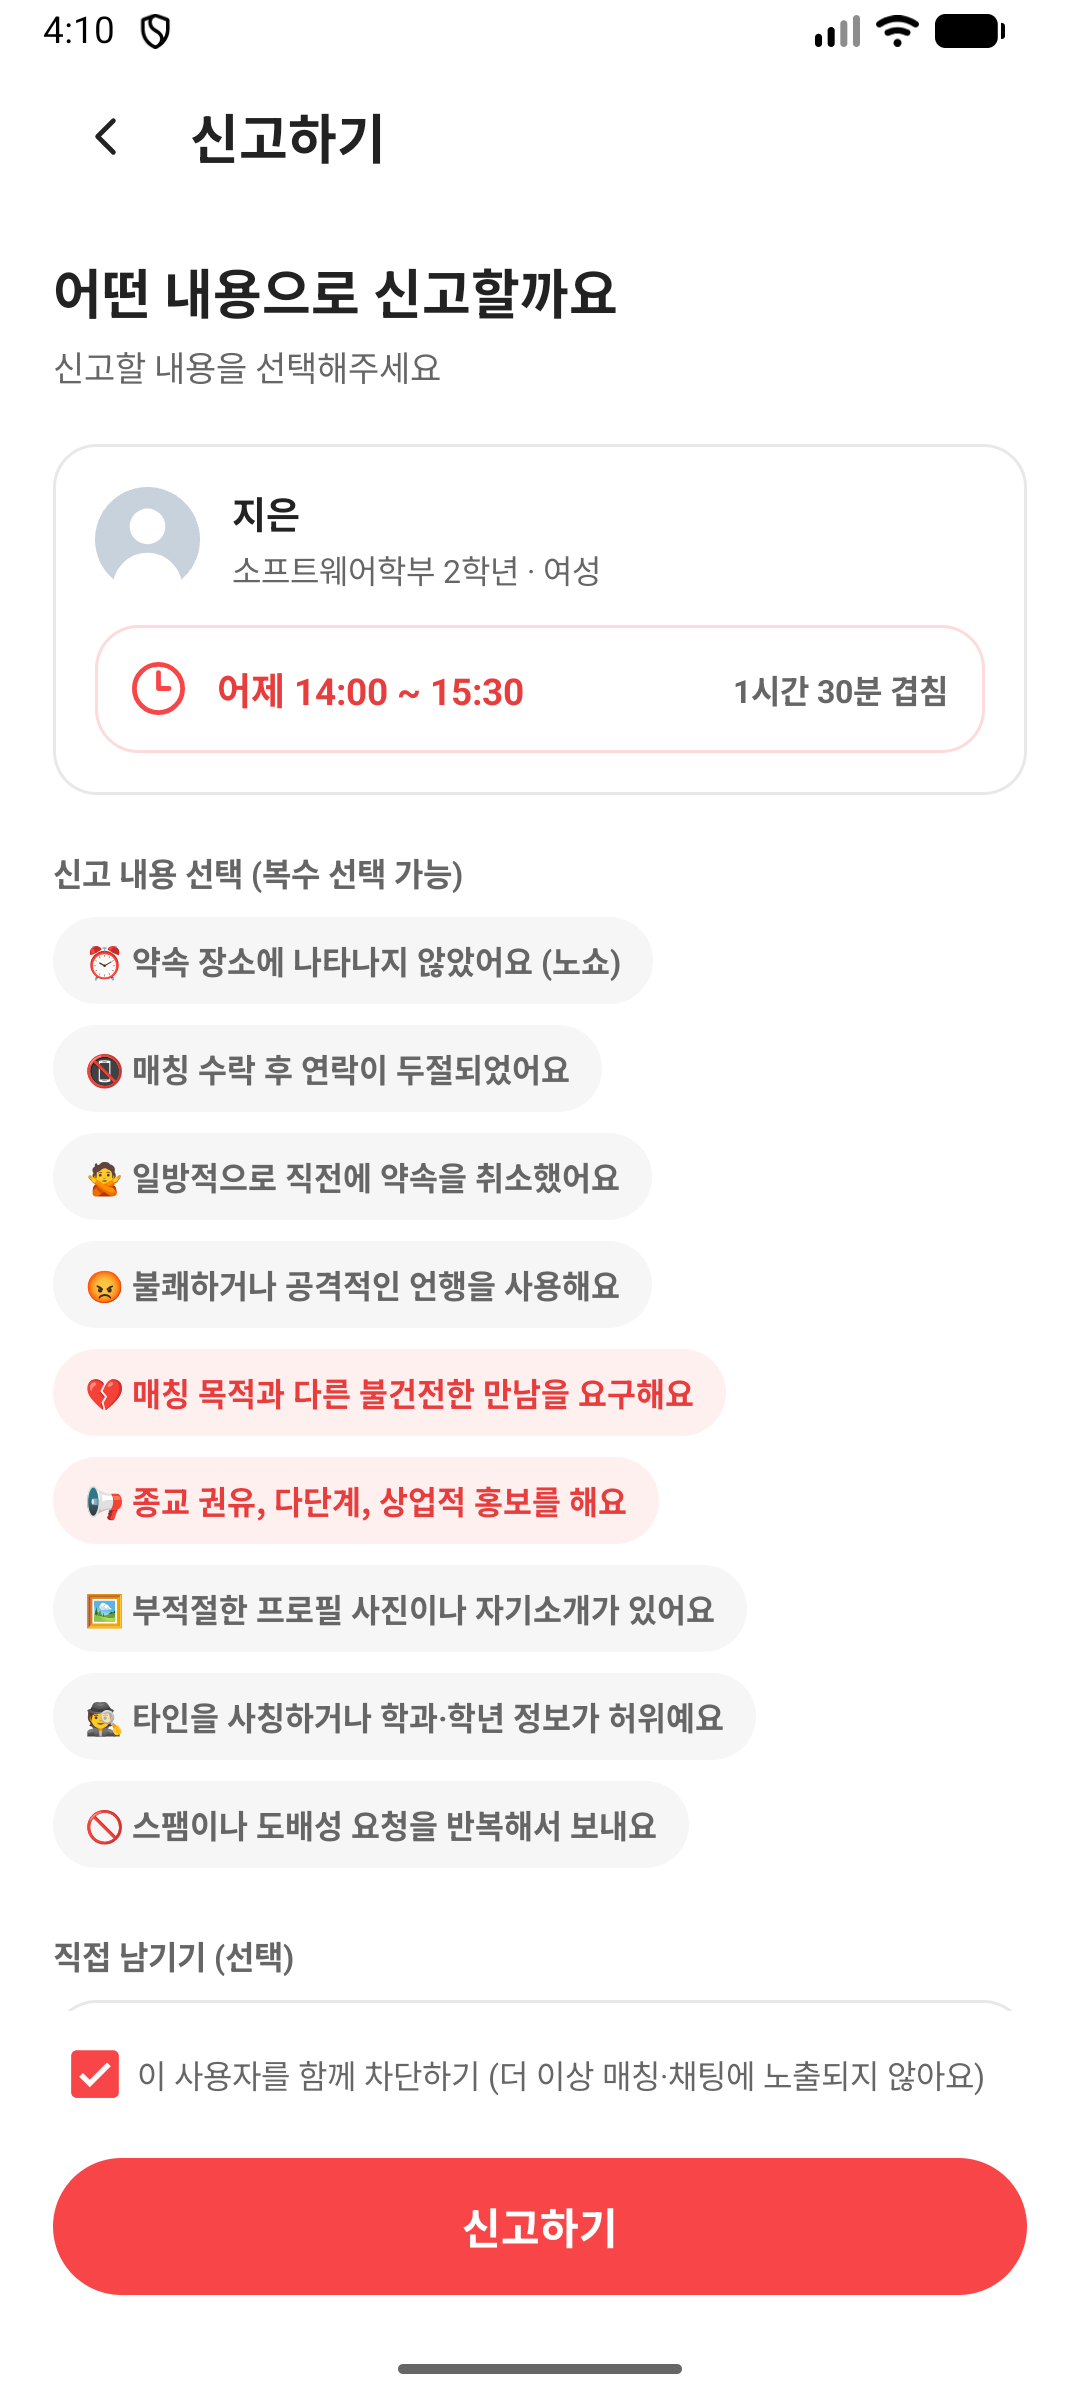 4:10
신고하기
어떤 내용으로 신고할까요
신고할 내용을 선택해주세요
지은
소프트웨어학부 2학년 · 여성
어제 14:00 ~ 15:30
1시간 30분 겹침
신고 내용 선택 (복수 선택 가능)
⏰ 약속 장소에 나타나지 않았어요 (노쇼)
📵 매칭 수락 후 연락이 두절되었어요
🙅 일방적으로 직전에 약속을 취소했어요
😡 불쾌하거나 공격적인 언행을 사용해요
💔 매칭 목적과 다른 불건전한 만남을 요구해요
📢 종교 권유, 다단계, 상업적 홍보를 해요
🖼️ 부적절한 프로필 사진이나 자기소개가 있어요
🕵️ 타인을 사칭하거나 학과·학년 정보가 허위예요
🚫 스팸이나 도배성 요청을 반복해서 보내요
직접 남기기 (선택)
이 사용자를 함께 차단하기 (더 이상 매칭·채팅에 노출되지 않아요)
신고하기